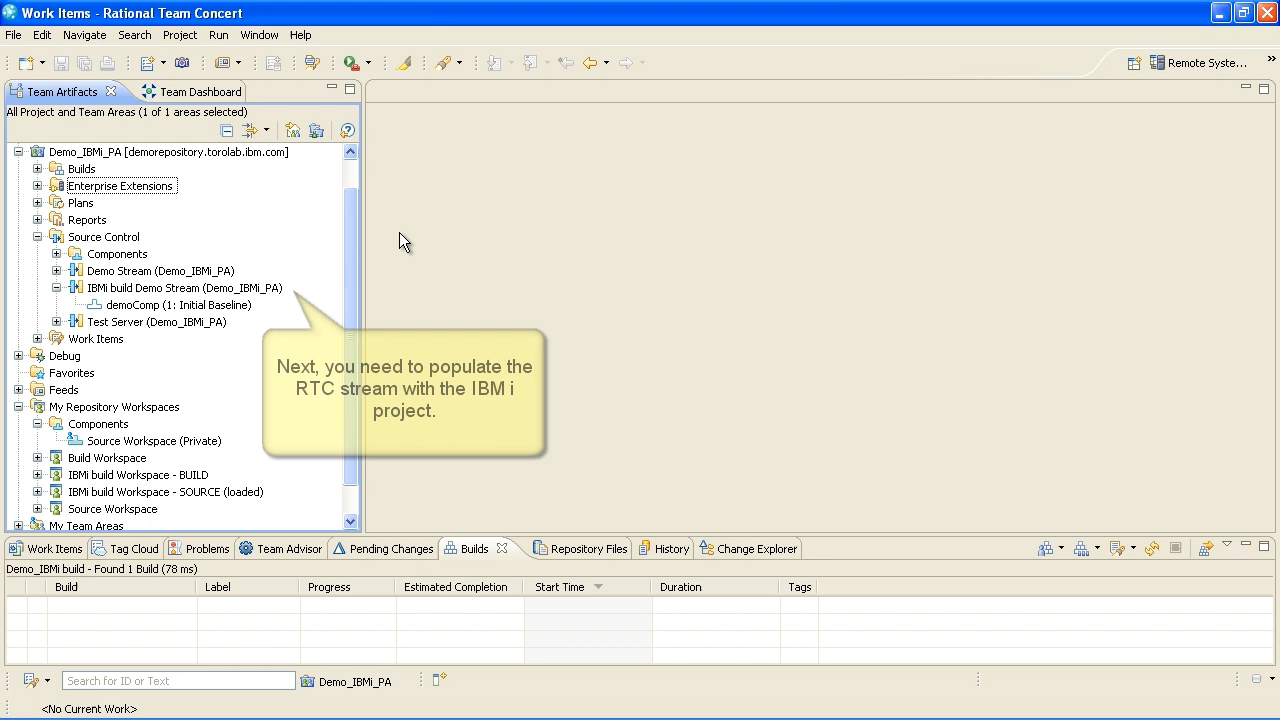 Work Items - Rational Team Concert
File Edit Navigate Search Project Run Window Help
Remote Syste... »
Team Artifacts Team Dashboard
All Project and Team Areas (1 of 1 areas selected)
Demo_IBMi_PA [demorepository.torolab.ibm.com]
Builds
Enterprise Extensions
Plans
Reports
Source Control
Components
Demo Stream (Demo_IBMi_PA)
IBMi build Demo Stream (Demo_IBMi_PA)
demoComp (1: Initial Baseline)
Test Server (Demo_IBMi_PA)
Work Items
Debug
Favorites
Feeds
My Repository Workspaces
Components
Source Workspace (Private)
Build Workspace
IBMi build Workspace - BUILD
IBMi build Workspace - SOURCE (loaded)
Source Workspace
My Team Areas
Next, you need to populate the
RTC stream with the IBM i
project.
Work Items Tag Cloud Problems Team Advisor Pending Changes Builds Repository Files History Change Explorer
Demo_IBMi build - Found 1 Build (78 ms)
Build Label Progress Estimated Completion Start Time Duration Tags
Search for ID or Text Demo_IBMi_PA
<No Current Work>